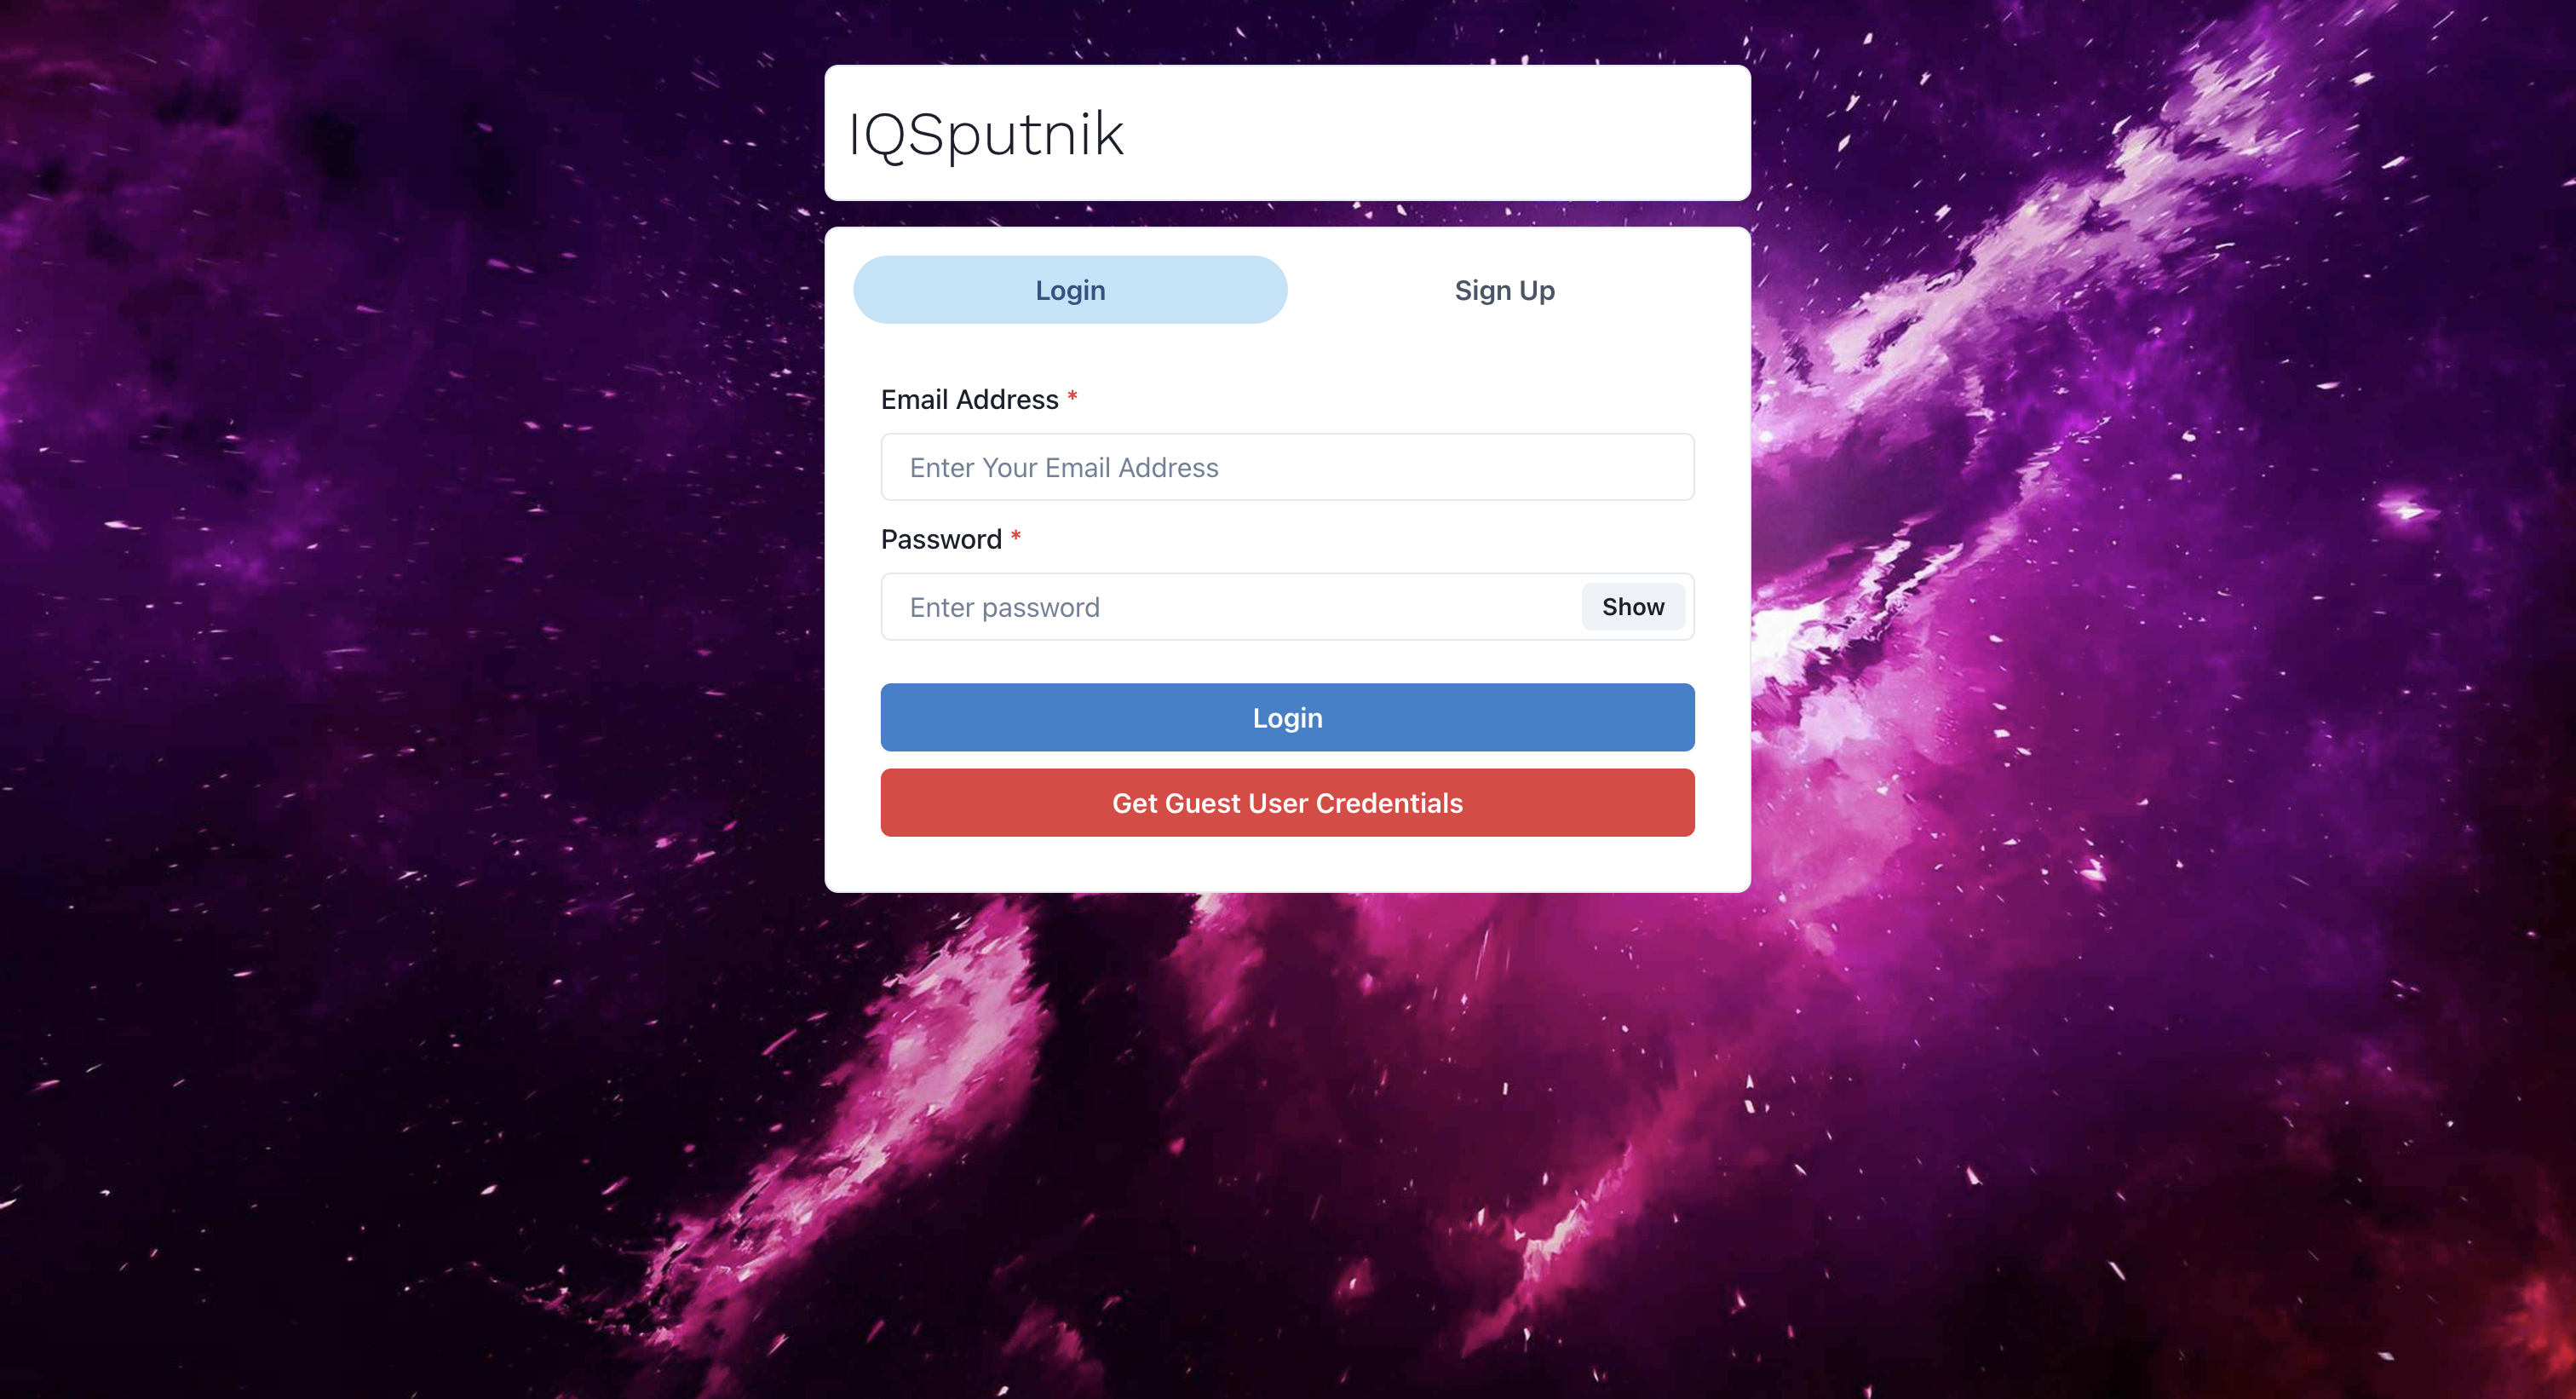 IQSputnik
Login
Sign Up
Email Address *
Enter Your Email Address
Password *
Enter password
Show
Login
Get Guest User Credentials